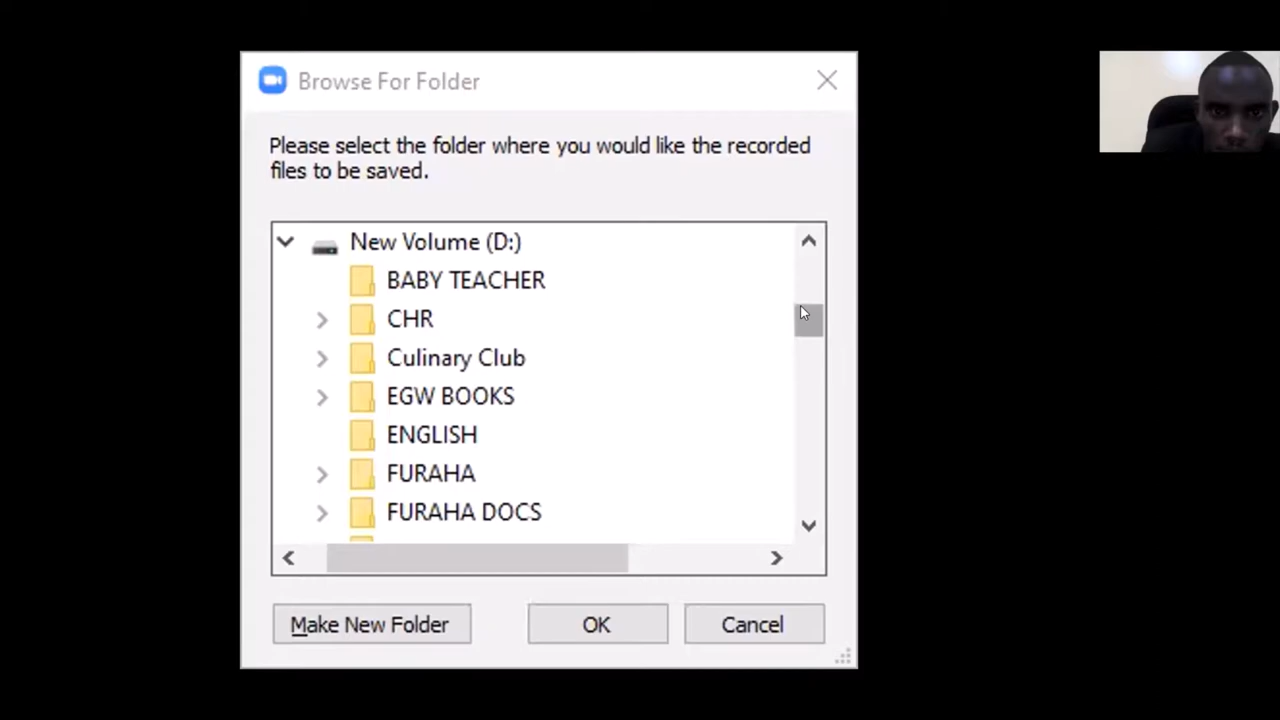 Browse For Folder
Please select the folder where you would like the recorded
files to be saved.
New Volume (D:)
BABY TEACHER
CHR
Culinary Club
EGW BOOKS
ENGLISH
FURAHA
FURAHA DOCS
Make New Folder
OK
Cancel